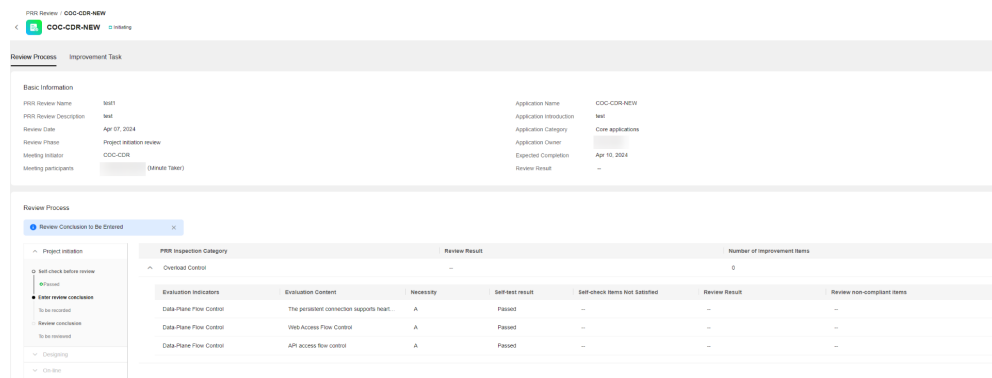 PRR Review / COC-CDR-NEW
COC-CDR-NEW Initiating
Review Process Improvement Task
Basic Information
PRR Review Name test1 Application Name COC-CDR-NEW
PRR Review Description test Application Introduction test
Review Date Apr 07, 2024 Application Category Core applications
Review Phase Project initiation review Application Owner
Meeting Initiator COC-CDR Expected Completion Apr 10, 2024
Meeting participants (Minute Taker) Review Result --
Review Process
Review Conclusion to Be Entered
Project initiation
Self-check before review
Passed
Enter review conclusion
To be recorded
Review conclusion
To be reviewed
Designing
On-line
PRR Inspection Category Review Result Number of Improvement Items
Overload Control -- 0
Evaluation Indicators Evaluation Content Necessity Self-test result Self-check Items Not Satisfied Review Result Review non-compliant items
Data-Plane Flow Control The persistent connection supports heart... A Passed -- -- --
Data-Plane Flow Control Web Access Flow Control A Passed -- -- --
Data-Plane Flow Control API access flow control A Passed -- -- --